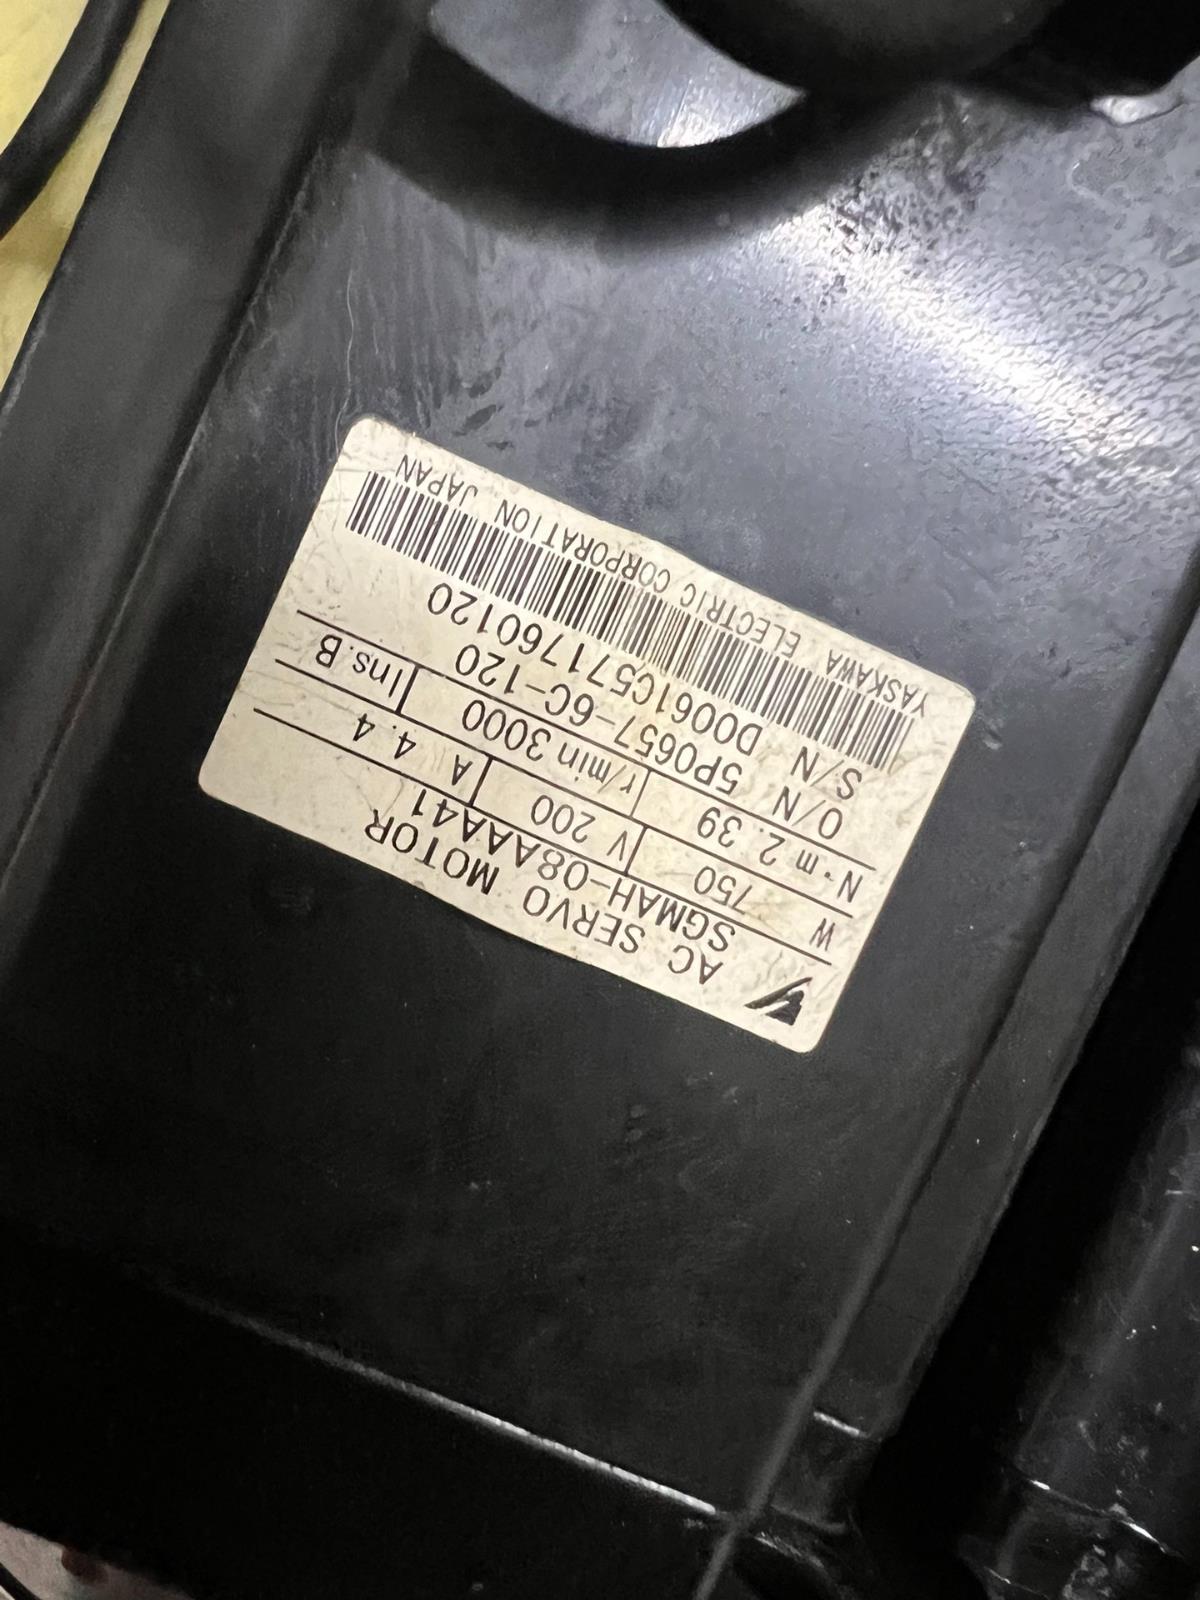 AC SERVO MOTOR
SGMAH-08AAA41
W 750 V 200 A 4.4
N·m 2.39 r/min 3000 Ins.B
O/N 5P0657-6C-120
S/N D0061C571760120
YASKAWA ELECTRIC CORPORATION JAPAN